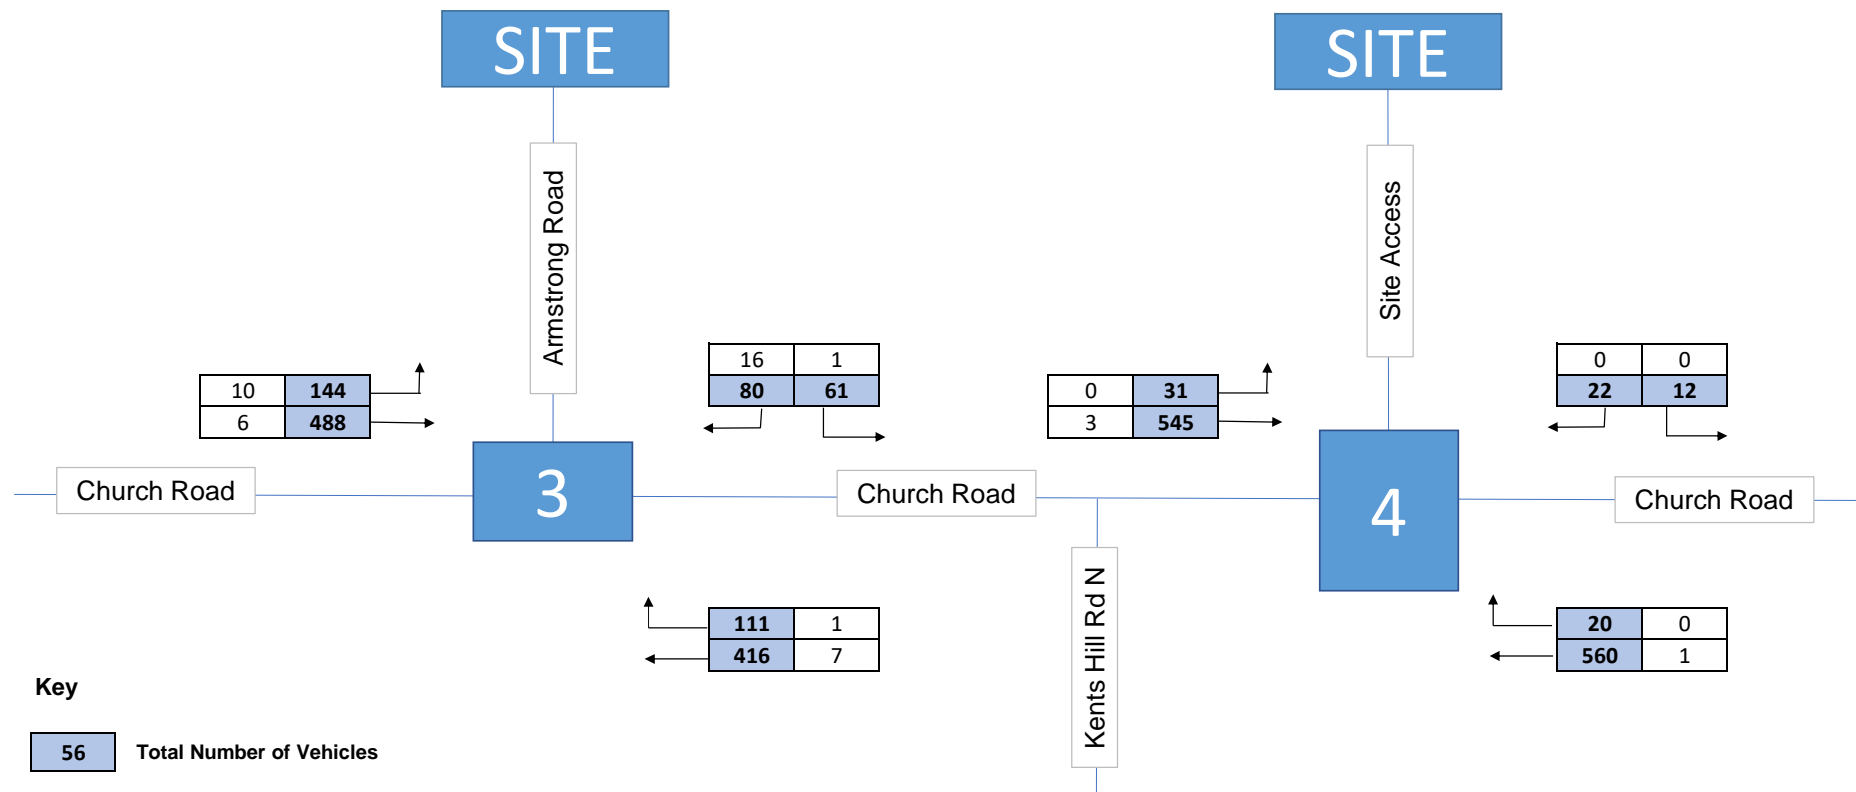 SITE
SITE
Armstrong Road
Site Access
16 1
80 61
0 0
22 12
10 144
6 488
0 31
3 545
Church Road
3
Church Road
4
Church Road
Kents Hill Rd N
111 1
416 7
20 0
560 1
Key
56 Total Number of Vehicles